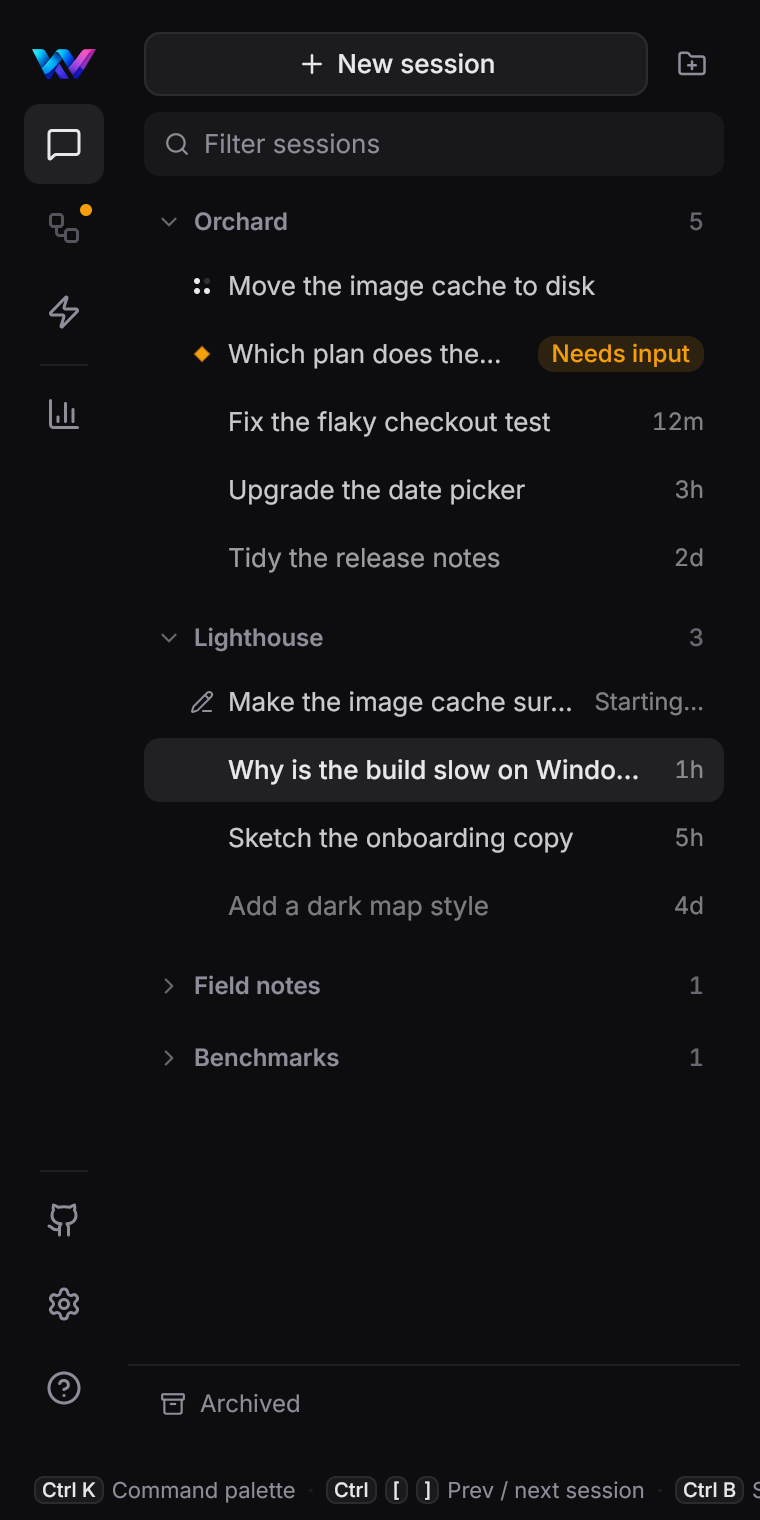 New session
Filter sessions
Orchard 5
Move the image cache to disk
Which plan does the... Needs input
Fix the flaky checkout test 12m
Upgrade the date picker 3h
Tidy the release notes 2d
Lighthouse 3
Make the image cache sur... Starting...
Why is the build slow on Windo... 1h
Sketch the onboarding copy 5h
Add a dark map style 4d
Field notes 1
Benchmarks 1
Archived
Ctrl K Command palette · Ctrl [ ] Prev / next session · Ctrl B